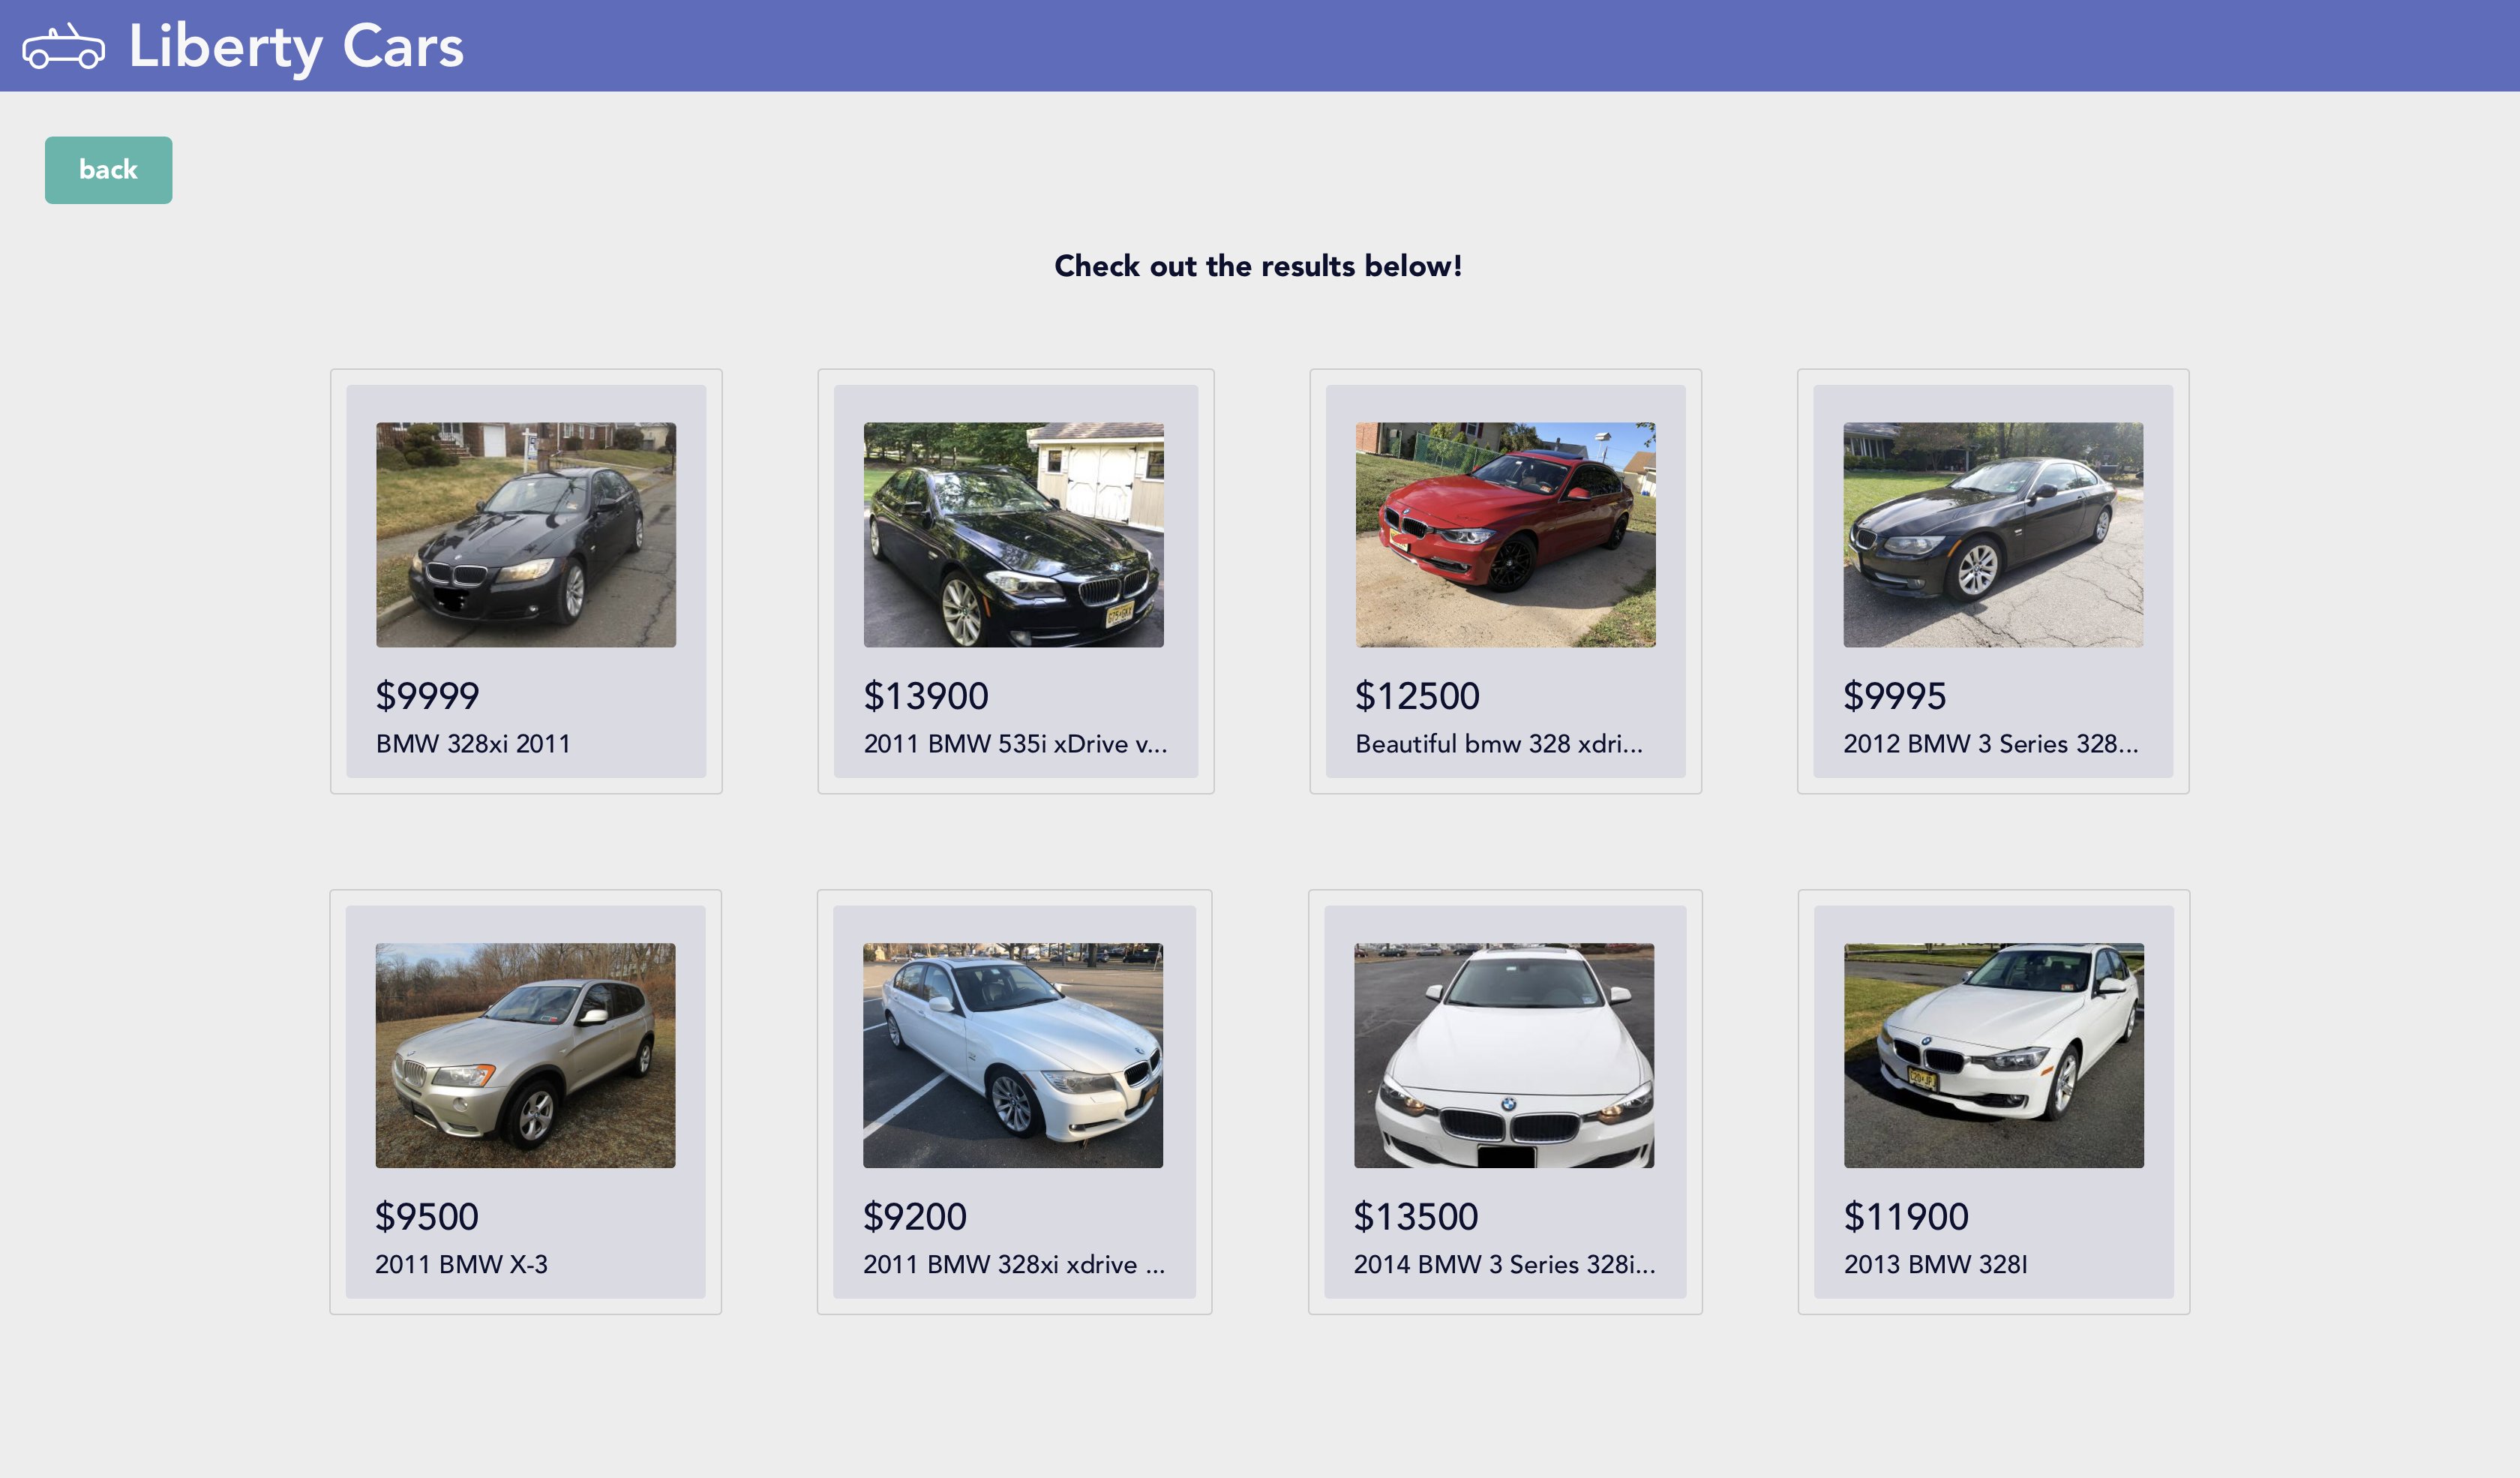 Liberty Cars
back
Check out the results below!
$9999
BMW 328xi 2011
$13900
2011 BMW 535i xDrive v...
$12500
Beautiful bmw 328 xdri...
$9995
2012 BMW 3 Series 328...
$9500
2011 BMW X-3
$9200
2011 BMW 328xi xdrive ...
$13500
2014 BMW 3 Series 328i...
$11900
2013 BMW 328I